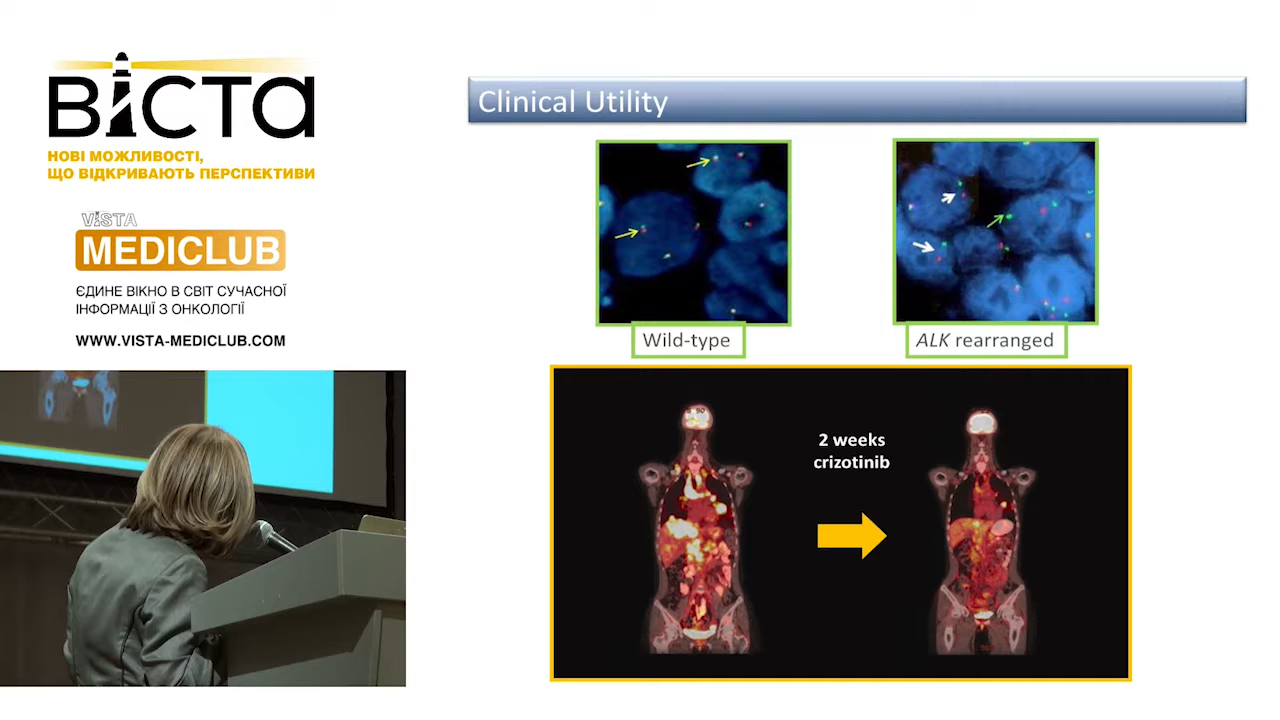 ВІСТА
НОВІ МОЖЛИВОСТІ,
ЩО ВІДКРИВАЮТЬ ПЕРСПЕКТИВИ
ViSTA
MEDICLUB
ЄДИНЕ ВІКНО В СВІТ СУЧАСНОЇ
ІНФОРМАЦІЇ З ОНКОЛОГІЇ
WWW.VISTA-MEDICLUB.COM
Clinical Utility
Wild-type
ALK rearranged
2 weeks
crizotinib